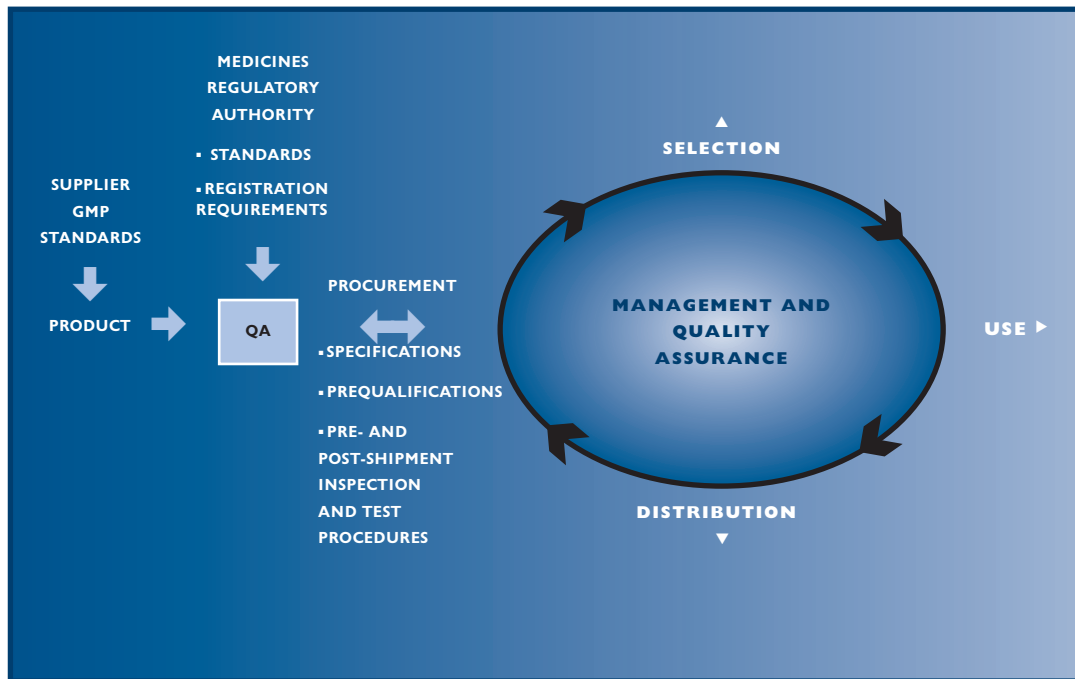 MEDICINES
REGULATORY
AUTHORITY
▪ STANDARDS
▪REGISTRATION
REQUIREMENTS
SUPPLIER
GMP
STANDARDS
PRODUCT
QA
PROCUREMENT
▪SPECIFICATIONS
▪PREQUALIFICATIONS
▪PRE- AND
POST-SHIPMENT
INSPECTION
AND TEST
PROCEDURES
SELECTION
MANAGEMENT AND
QUALITY
ASSURANCE
USE
DISTRIBUTION